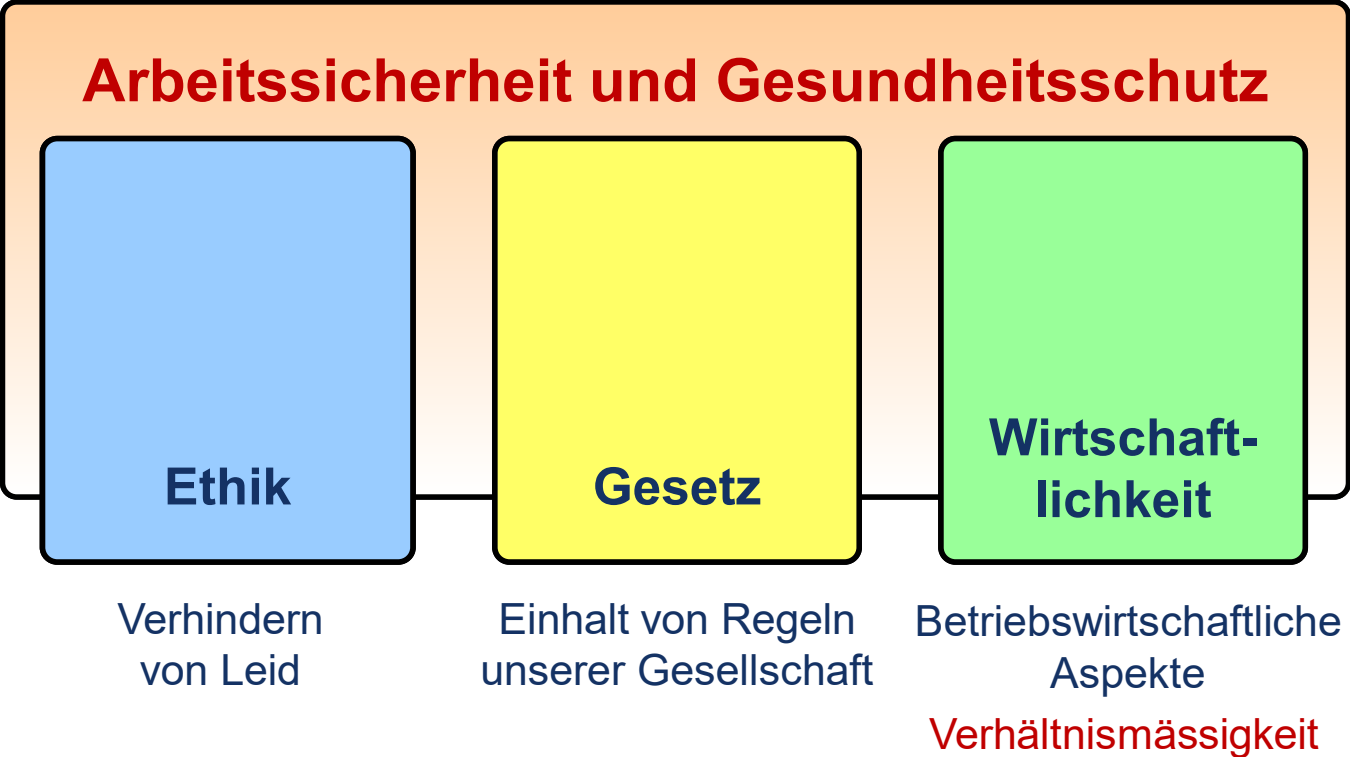 Arbeitssicherheit und Gesundheitsschutz
Ethik
Gesetz
Wirtschaft-
lichkeit
Verhindern
von Leid
Einhalt von Regeln
unserer Gesellschaft
Betriebswirtschaftliche
Aspekte
Verhältnismässigkeit